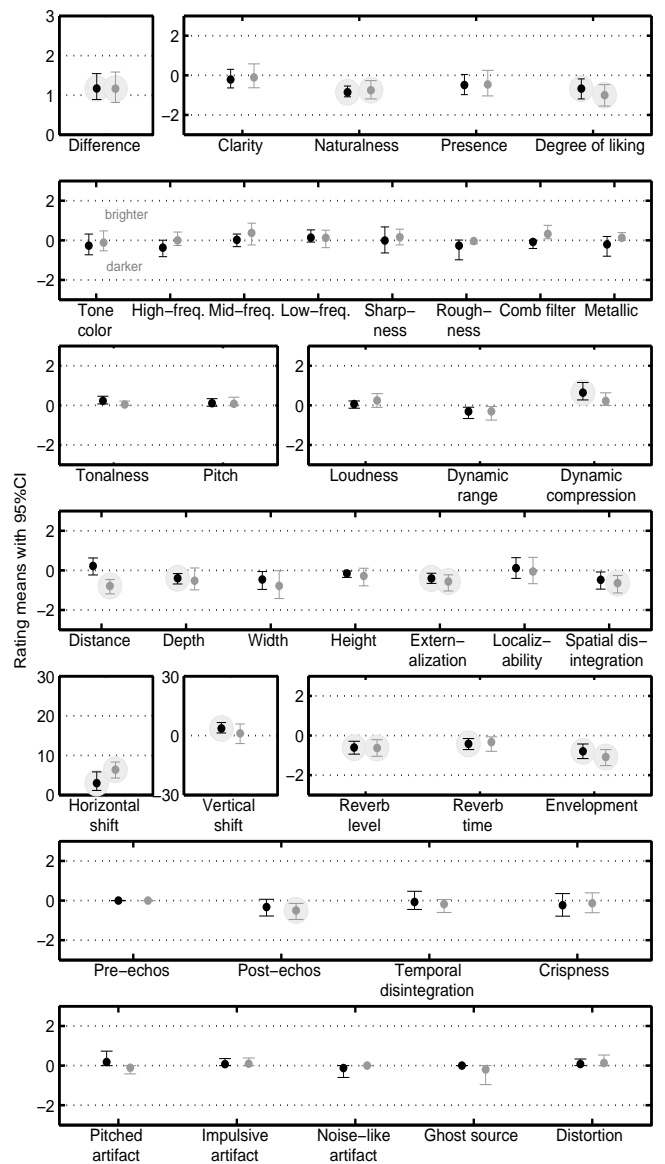 3
2
1
0
2
0
−2
Difference
Clarity
Naturalness
Presence
Degree of liking
2
0
−2
brighter
darker
Tone
color
High−freq.
Mid−freq.
Low−freq.
Sharp−
ness
Rough−
ness
Comb filter
Metallic
2
0
−2
Tonalness
Pitch
2
0
−2
Loudness
Dynamic
range
Dynamic
compression
Rating means with 95%CI
2
0
−2
Distance
Depth
Width
Height
Extern−
alization
Localiz−
ability
Spatial dis−
integration
30
20
10
0
Horizontal
shift
30
0
−30
Vertical
shift
2
0
−2
Reverb
level
Reverb
time
Envelopment
2
0
−2
Pre−echos
Post−echos
Temporal
disintegration
Crispness
2
0
−2
Pitched
artifact
Impulsive
artifact
Noise−like
artifact
Ghost source
Distortion